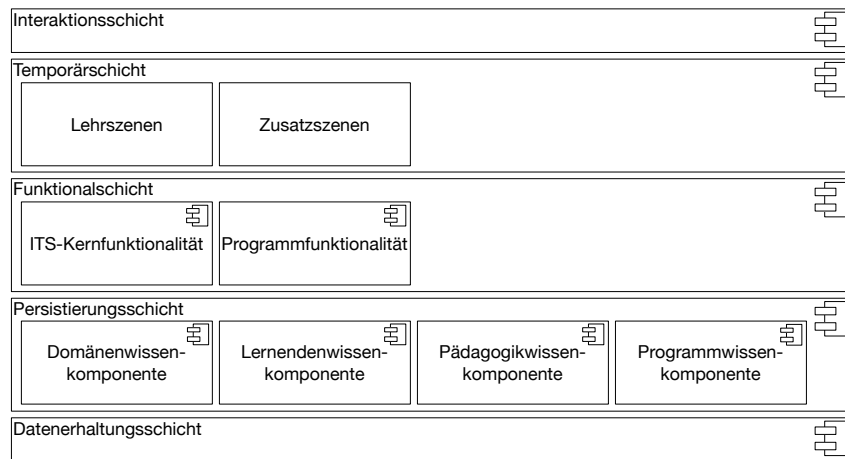 Interaktionsschicht
Temporärschicht
Lehrszenen
Zusatzszenen
Funktionalschicht
ITS-Kernfunktionalität
Programmfunktionalität
Persistierungsschicht
Domänenwissen-
komponente
Lernendenwissen-
komponente
Pädagogikwissen-
komponente
Programmwissen-
komponente
Datenerhaltungsschicht